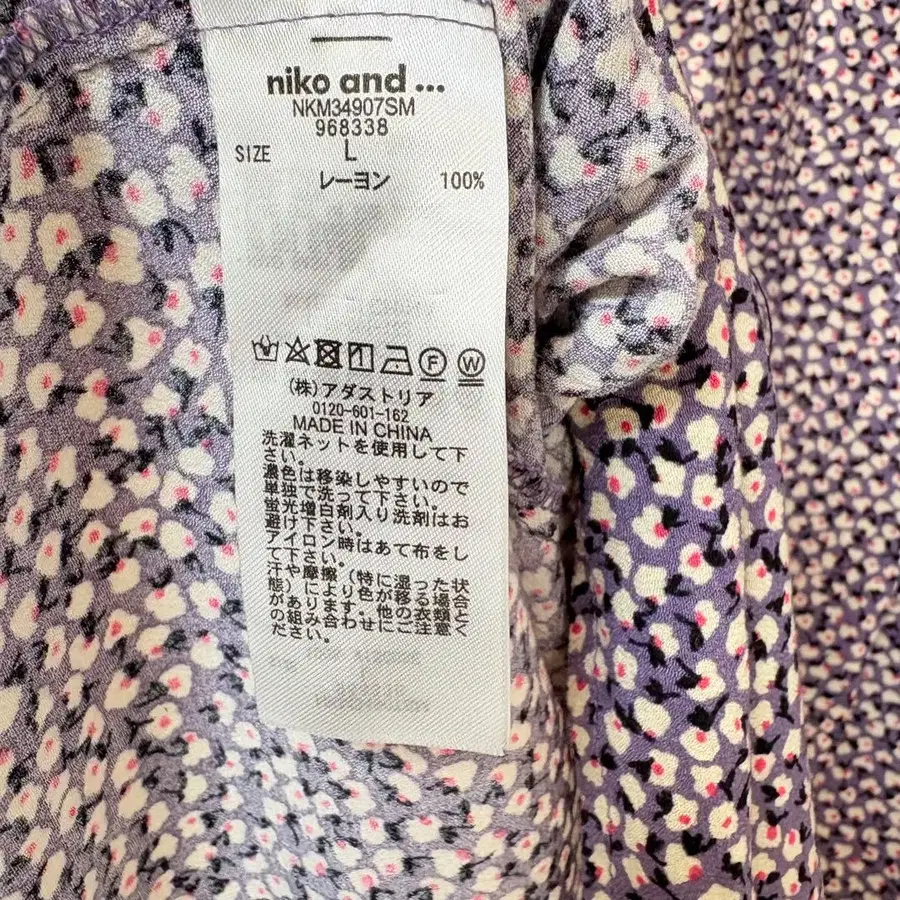 niko and ...
NKM34907SM
968338
SIZE L
レーヨン 100%
F W
(株)アダストリア
0120-601-162
MADE IN CHINA
洗濯ネットを使用して下
さい。
濃色は移染しやすいので
単独で洗って下さい。
蛍光増白剤入り洗剤はお
避け下さい。
アイロン時はあて布をし
て下さい。
汗や摩擦(特に湿った状
態)により色が移る場合
があります。他の衣類と
の組み合わせにご注意く
ださい。